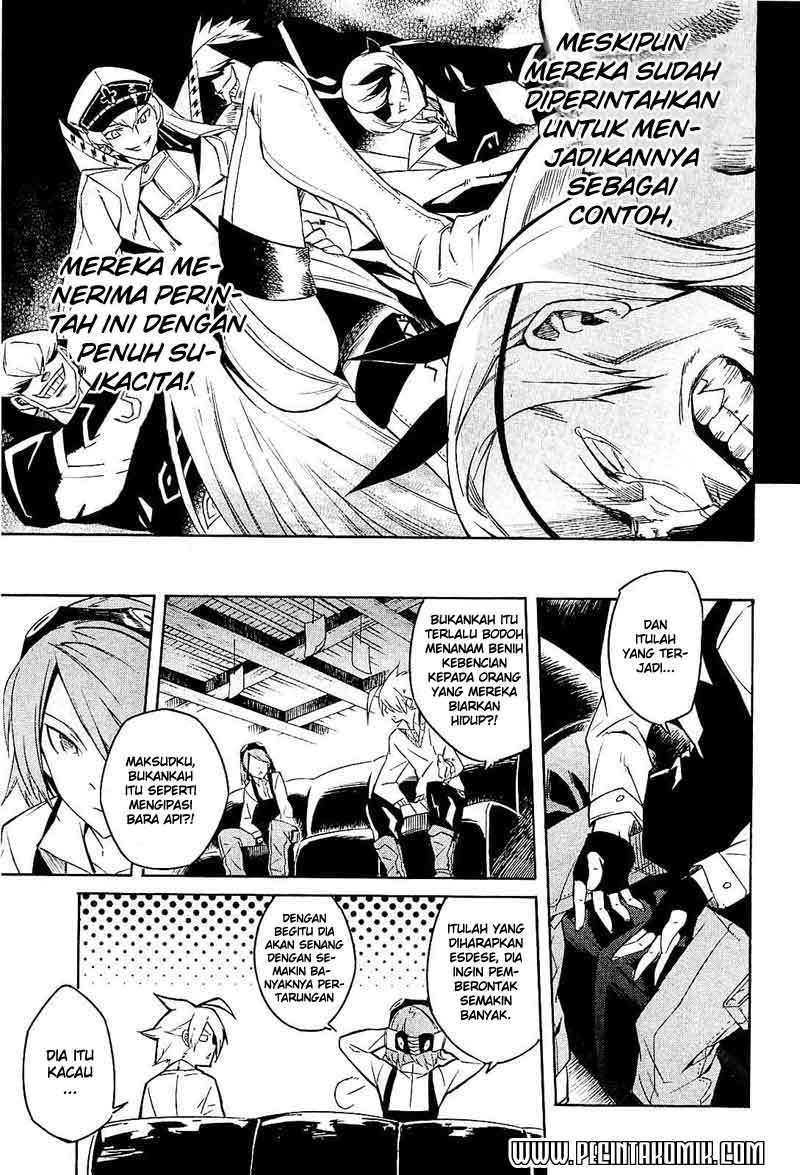 MESKIPUN
MEREKA SUDAH
DIPERINTAHKAN
UNTUK MEN-
JADIKANNYA
SEBAGAI
CONTOH,
MEREKA ME-
NERIMA PERIN-
TAH INI DENGAN
PENUH SU-
IKACITA!
DAN
ITULAH
YANG TER-
JADI...
BUKANKAH ITU
TERLALU BODOH
MENANAM BENIH
KEBENCIAN
KEPADA ORANG
YANG MEREKA
BIARKAN
HIDUP?!
MAKSUDKU,
BUKANKAH
ITU SEPERTI
MENGIPASI
BARA API?!
ITULAH YANG
DIHARAPKAN
ESDESE, DIA
INGIN PEM-
BERONTAK
SEMAKIN
BANYAK.
DENGAN
BEGITU DIA
AKAN SENANG
DENGAN SE-
MAKIN BA-
NYAKNYA PER-
TARUNGAN
DIA ITU
KACAU
...
WWW.PECINTAKOMIK.COM